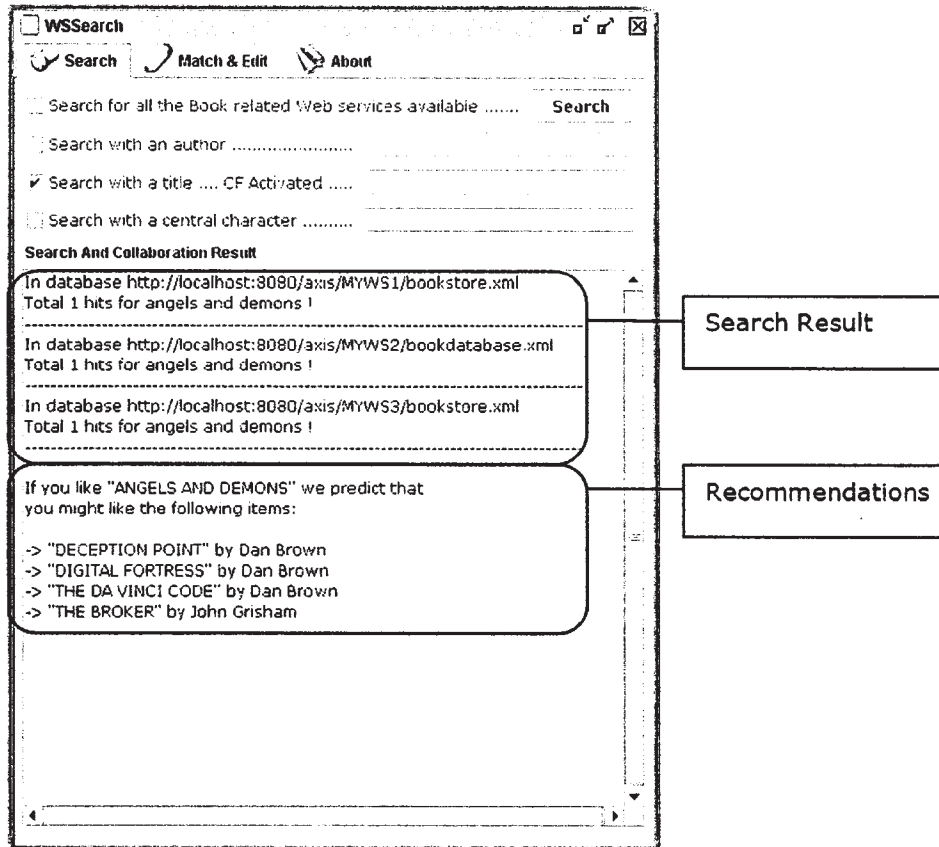 WSSearch
Search Match & Edit About
Search for all the Book related Web services available ....... Search
Search with an author ........................
Search with a title .... CF Activated .....
Search with a central character ..........
Search And Collaboration Result
In database http://localhost:8080/axis/MYWS1/bookstore.xml
Total 1 hits for angels and demons !
In database http://localhost:8080/axis/MYWS2/bookdatabase.xml
Total 1 hits for angels and demons !
In database http://localhost:8080/axis/MYWS3/bookstore.xml
Total 1 hits for angels and demons !
Search Result
If you like "ANGELS AND DEMONS" we predict that
you might like the following items:
-> "DECEPTION POINT" by Dan Brown
-> "DIGITAL FORTRESS" by Dan Brown
-> "THE DA VINCI CODE" by Dan Brown
-> "THE BROKER" by John Grisham
Recommendations